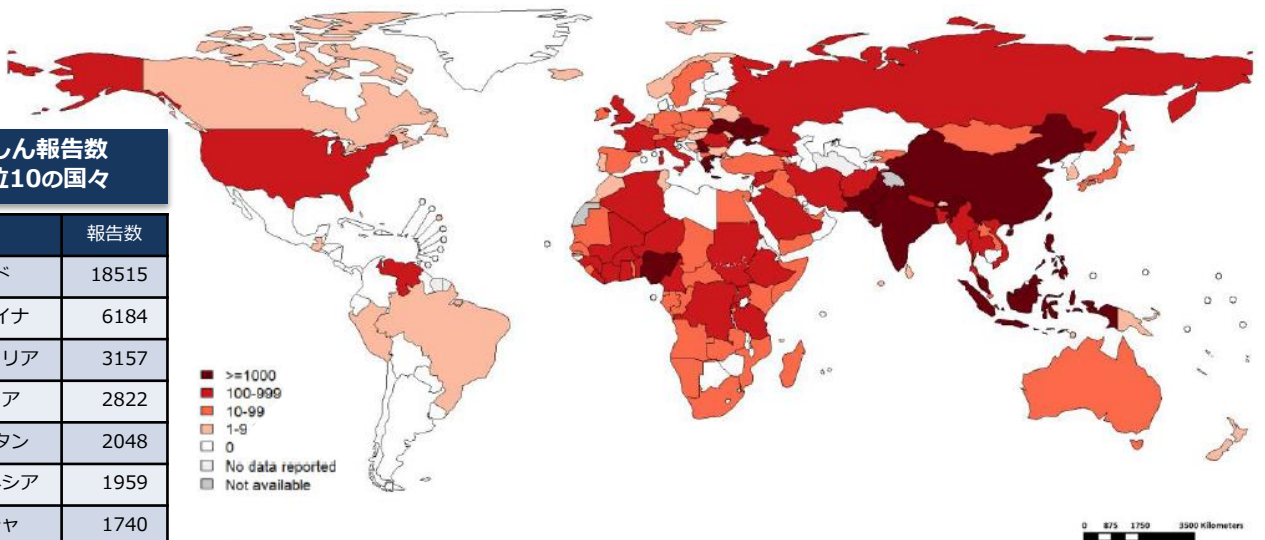 しん報告数
位10の国々
報告数
ド 18515
イナ 6184
リア 3157
ア 2822
タン 2048
シア 1959
ャ 1740
>=1000
100-999
10-99
1-9
0
No data reported
Not available
0 875 1750 3500 Kilometers